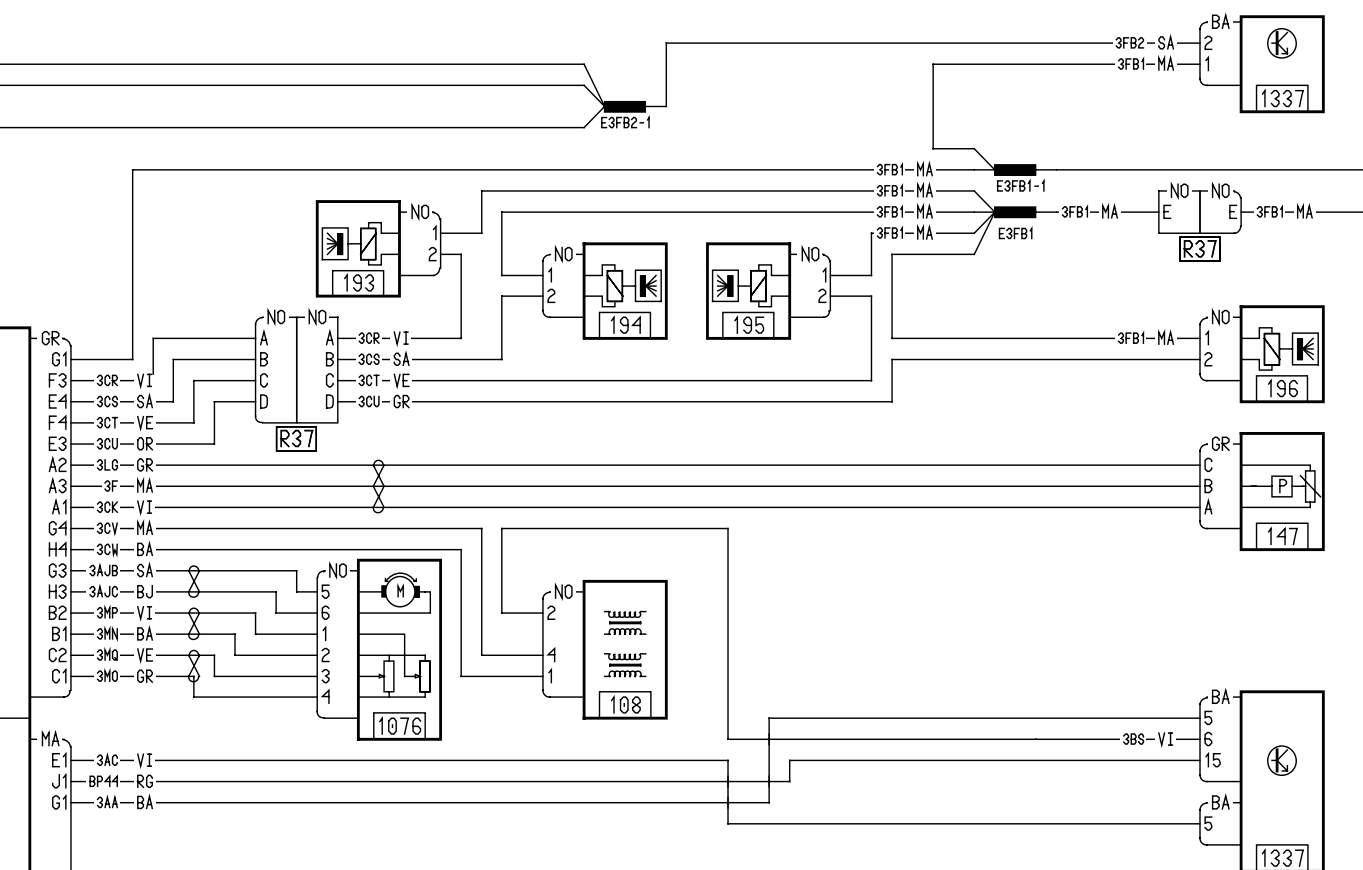 BA
3FB2-SA 2
3FB1-MA 1
1337
E3FB2-1
3FB1-MA
E3FB1-1
3FB1-MA
3FB1-MA
3FB1-MA
E3FB1
3FB1-MA
NO NO
E E
3FB1-MA
R37
NO
1
2
193
NO
1
2
194
NO
1
2
195
NO
3FB1-MA 1
2
196
NO NO
A A 3CR-VI
B B 3CS-SA
C C 3CT-VE
D D 3CU-GR
R37
GR
G1
F3 3CR-VI
E4 3CS-SA
F4 3CT-VE
E3 3CU-OR
A2 3LG-GR
A3 3F-MA
A1 3CK-VI
G4 3CV-MA
H4 3CW-BA
G3 3AJB-SA
H3 3AJC-BJ
B2 3MP-VI
B1 3MN-BA
C2 3MQ-VE
C1 3MO-GR
GR
C
B
A
P
147
NO
5
6
1
2
3
4
M
1076
NO
2
4
1
108
MA
E1 3AC-VI
J1 BP44-RG
G1 3AA-BA
BA
5
3BS-VI 6
15
BA
5
1337